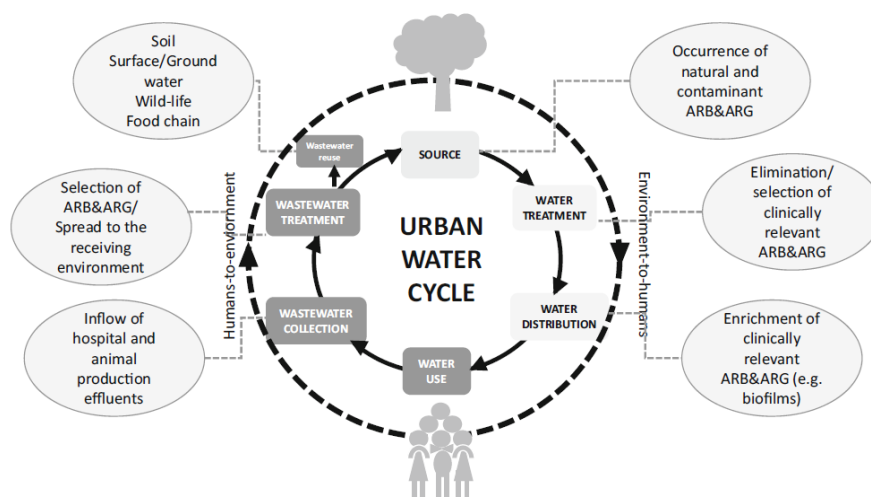 Soil
Surface/Ground
water
Wild-life
Food chain
Occurrence of
natural and
contaminant
ARB&ARG
Wastewater
reuse
SOURCE
Selection of
ARB&ARG/
Spread to the
receiving
environment
WASTEWATER
TREATMENT
WATER
TREATMENT
Elimination/
selection of
clinically
relevant
ARB&ARG
URBAN
WATER
CYCLE
Humans-to-endornment
Environment-to-humans
Inflow of
hospital and
animal
production
effluents
WASTEWATER
COLLECTION
WATER
DISTRIBUTION
Enrichment of
clinically
relevant
ARB&ARG (e.g.
biofilms)
WATER
USE